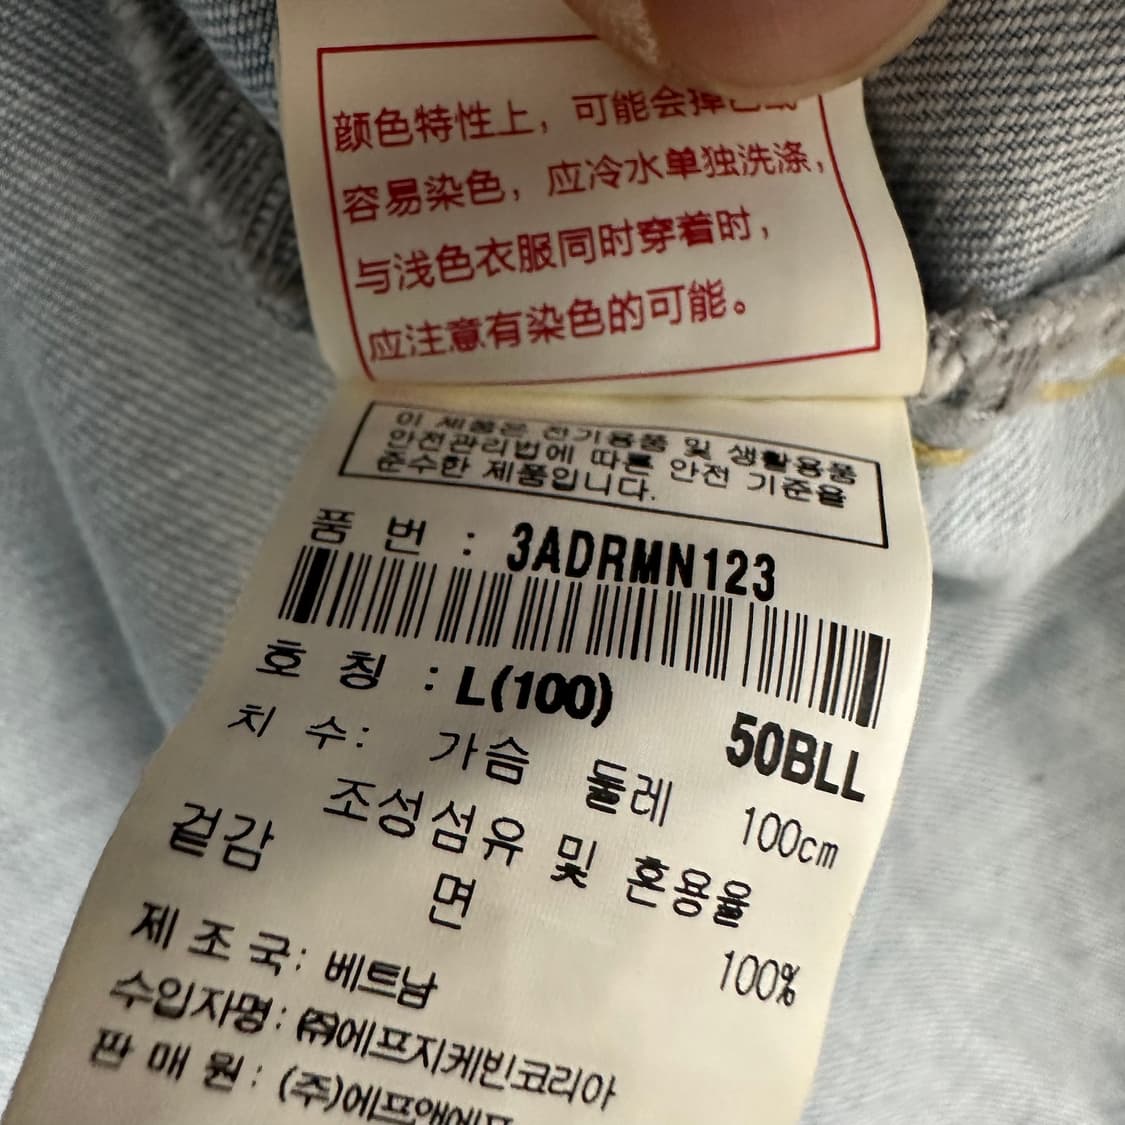 颜色特性上，可能会掉色或
容易染色，应冷水单独洗涤，
与浅色衣服同时穿着时，
应注意有染色的可能。
이 제품은 전기용품 및 생활용품
안전관리법에 따른 안전 기준을
준수한 제품입니다.
품 번 : 3ADRMN123
호 칭 : L(100) 50BLL
치 수: 가슴 둘레 100cm
조성섬유 및 혼용율
겉감 면 100%
제 조 국: 베트남
수입자명: ㈜에프지케빈코리아
판 매 원: (주)에프앤에프